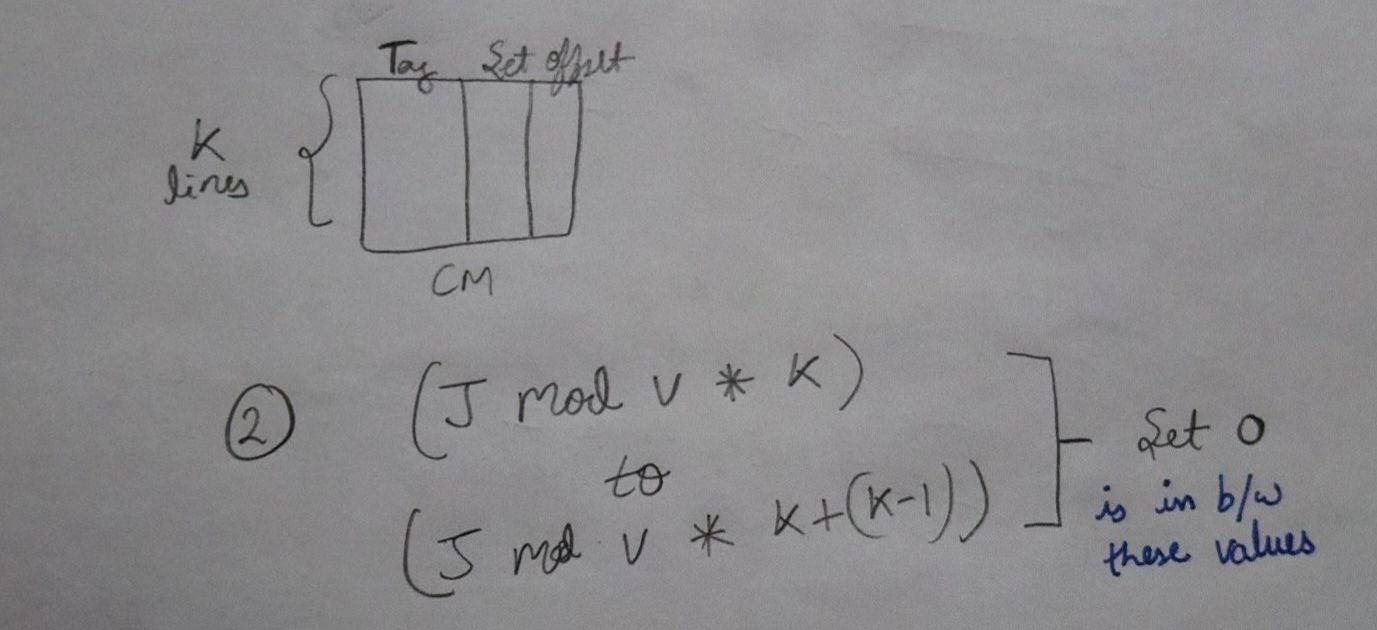 Tag Set offset
K
lines
CM
② (J mod v * K)
to
(J mod v * K+(K-1))
Set 0
is in b/w
these values